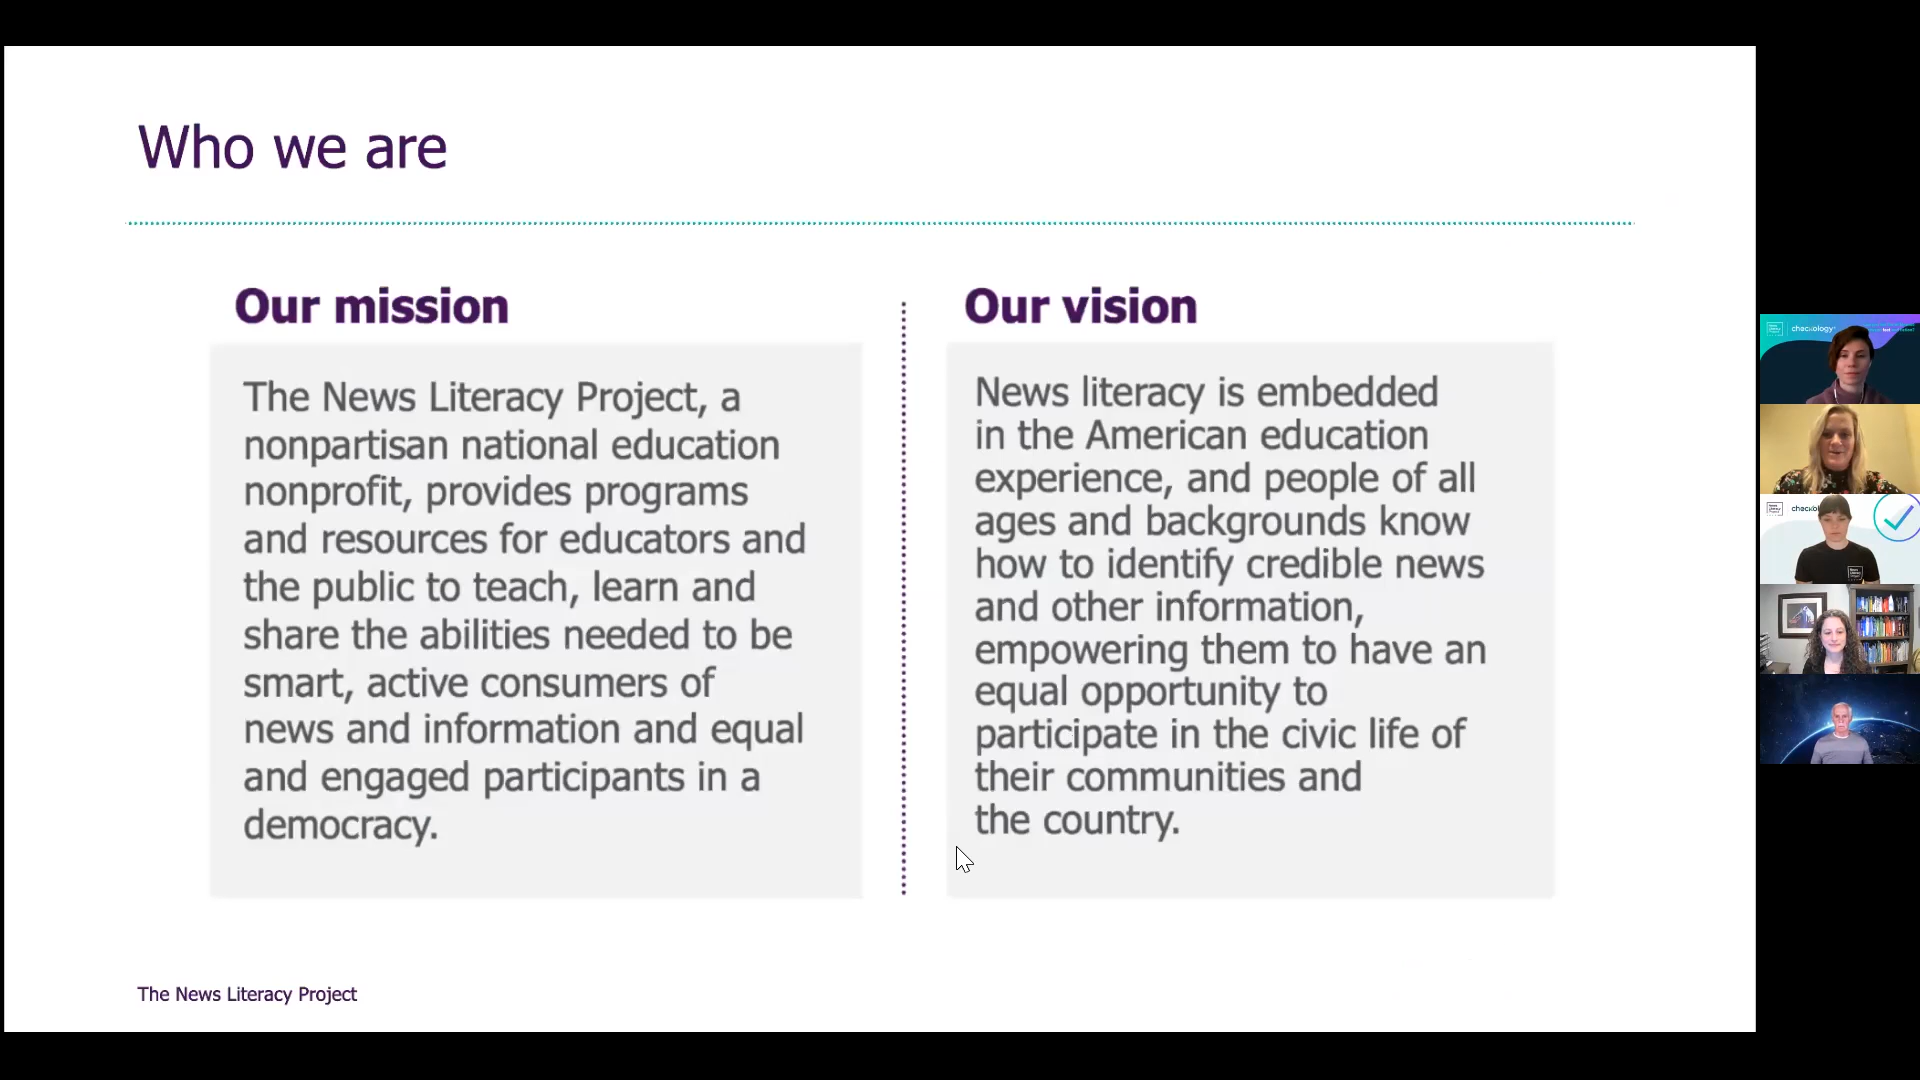 Who we are
Our mission
The News Literacy Project, a
nonpartisan national education
nonprofit, provides programs
and resources for educators and
the public to teach, learn and
share the abilities needed to be
smart, active consumers of
news and information and equal
and engaged participants in a
democracy.
Our vision
News literacy is embedded
in the American education
experience, and people of all
ages and backgrounds know
how to identify credible news
and other information,
empowering them to have an
equal opportunity to
participate in the civic life of
their communities and
the country.
The News Literacy Project
checkology